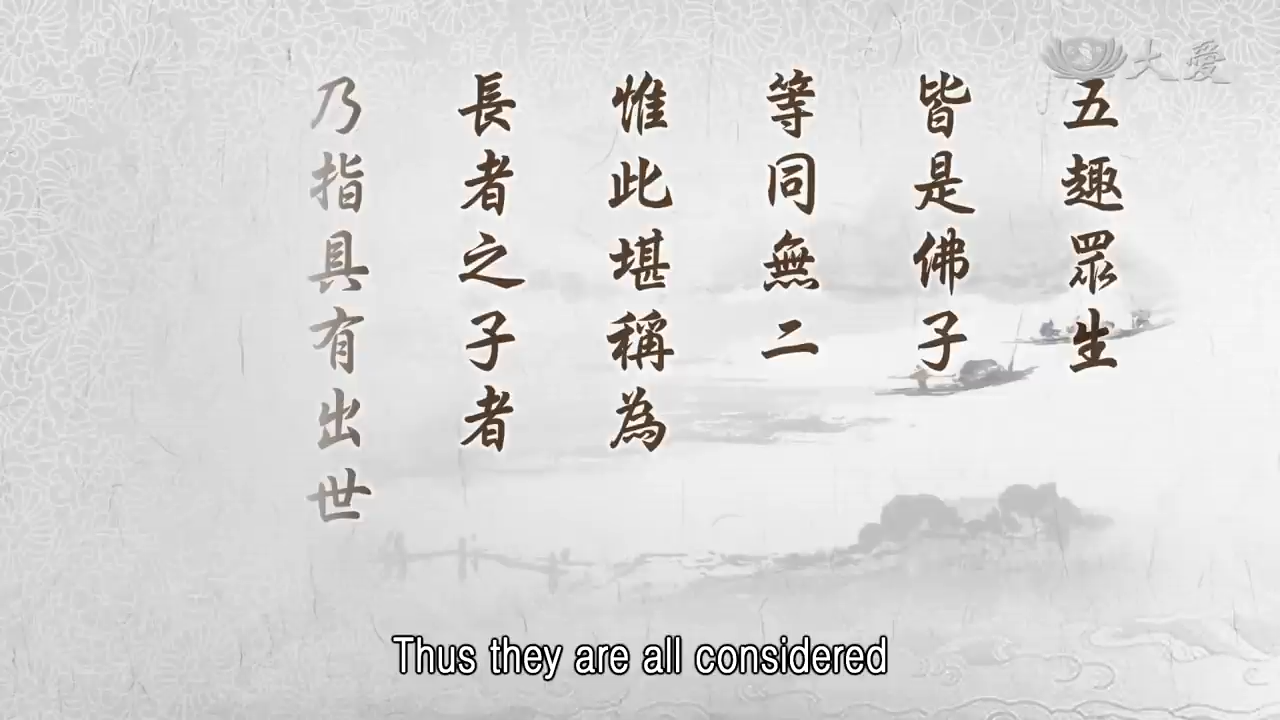 五趣眾生
皆是佛子
等同無二
惟此堪稱為
長者之子者
乃指具有出世
大愛
Thus they are all considered